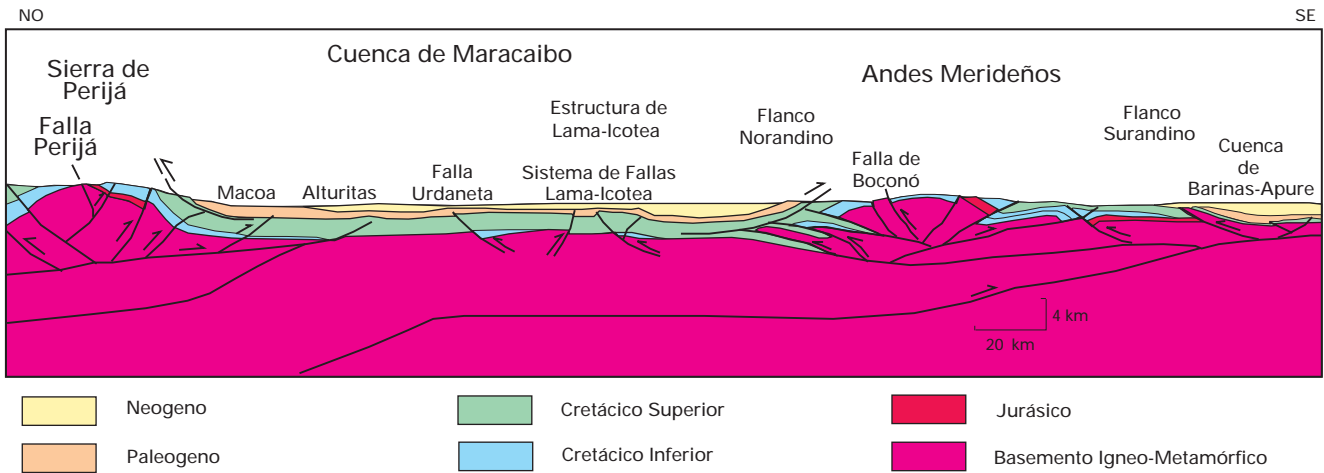 NO
SE
Cuenca de Maracaibo
Sierra de
Perijá
Andes Merideños
Falla
Perijá
Estructura de
Lama-Icotea
Flanco
Norandino
Flanco
Surandino
Macoa
Alturitas
Falla
Urdaneta
Sistema de Fallas
Lama-Icotea
Falla de
Boconó
Cuenca
de
Barinas-Apure
4 km
20 km
Neogeno
Cretácico Superior
Jurásico
Paleogeno
Cretácico Inferior
Basemento Igneo-Metamórfico